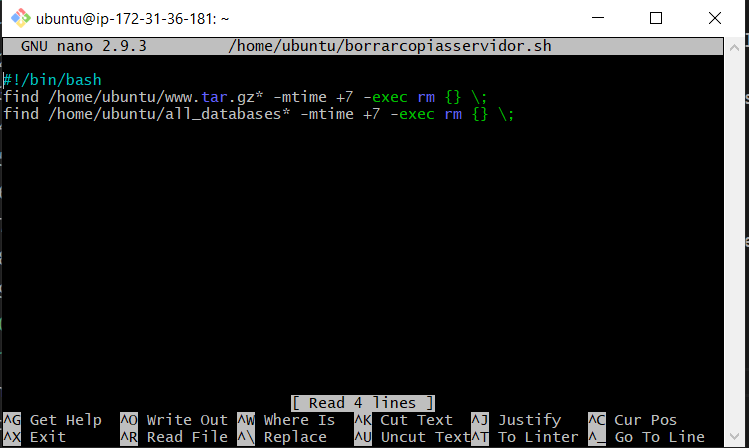 ubuntu@ip-172-31-36-181: ~
GNU nano 2.9.3 /home/ubuntu/borrarcopiasservidor.sh
#!/bin/bash
find /home/ubuntu/www.tar.gz* -mtime +7 -exec rm {} \;
find /home/ubuntu/all_databases* -mtime +7 -exec rm {} \;
[ Read 4 lines ]
^G Get Help ^O Write Out ^W Where Is ^K Cut Text ^J Justify ^C Cur Pos
^X Exit ^R Read File ^\ Replace ^U Uncut Text ^T To Linter ^_ Go To Line